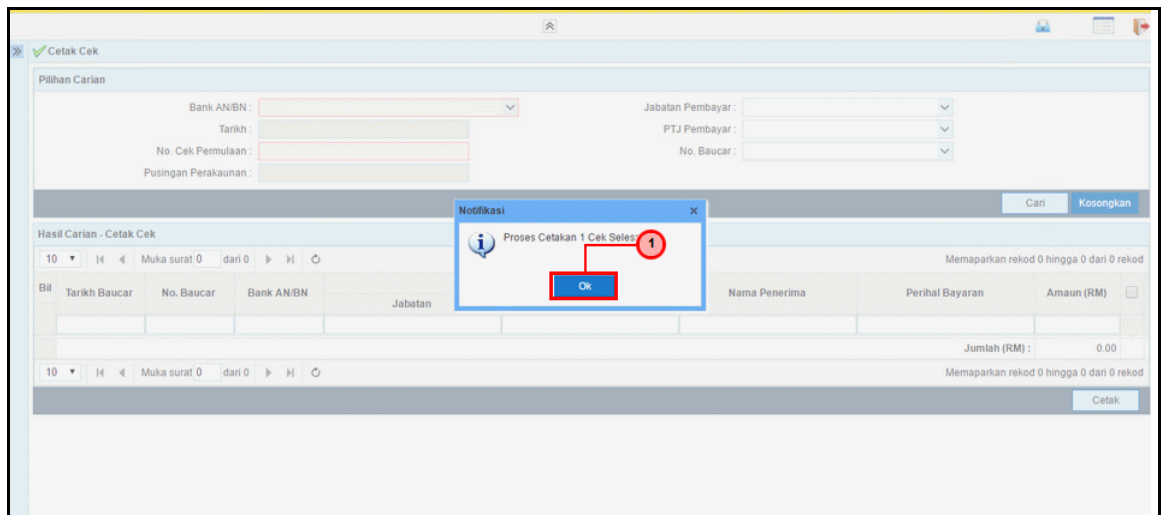 Cetak Cek
Pilihan Carian
Bank AN/BN :
Jabatan Pembayar :
Tarikh :
PTJ Pembayar :
No. Cek Permulaan :
No. Baucar :
Pusingan Perakaunan :
Cari Kosongkan
Notifikasi x
Proses Cetakan 1 Cek
1
Ok
Hasil Carian - Cetak Cek
10 Muka surat 0 dari 0 Memaparkan rekod 0 hingga 0 dari 0 rekod
Bil Tarikh Baucar No. Baucar Bank AN/BN Jabatan Nama Penerima Perihal Bayaran Amaun (RM)
Jumlah (RM) : 0.00
10 Muka surat 0 dari 0 Memaparkan rekod 0 hingga 0 dari 0 rekod
Cetak